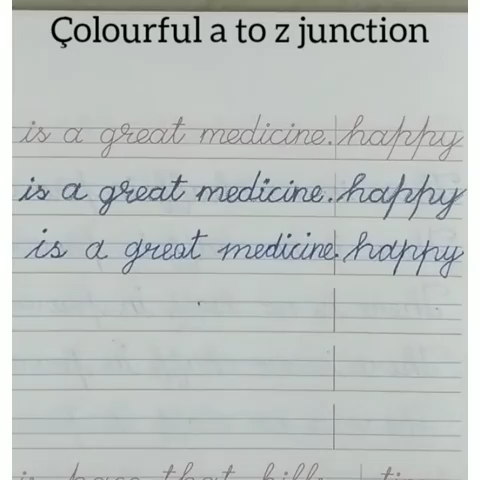 Çolourful a to z junction
is a great medicine. happy
is a great medicine. happy
is a great medicine. happy